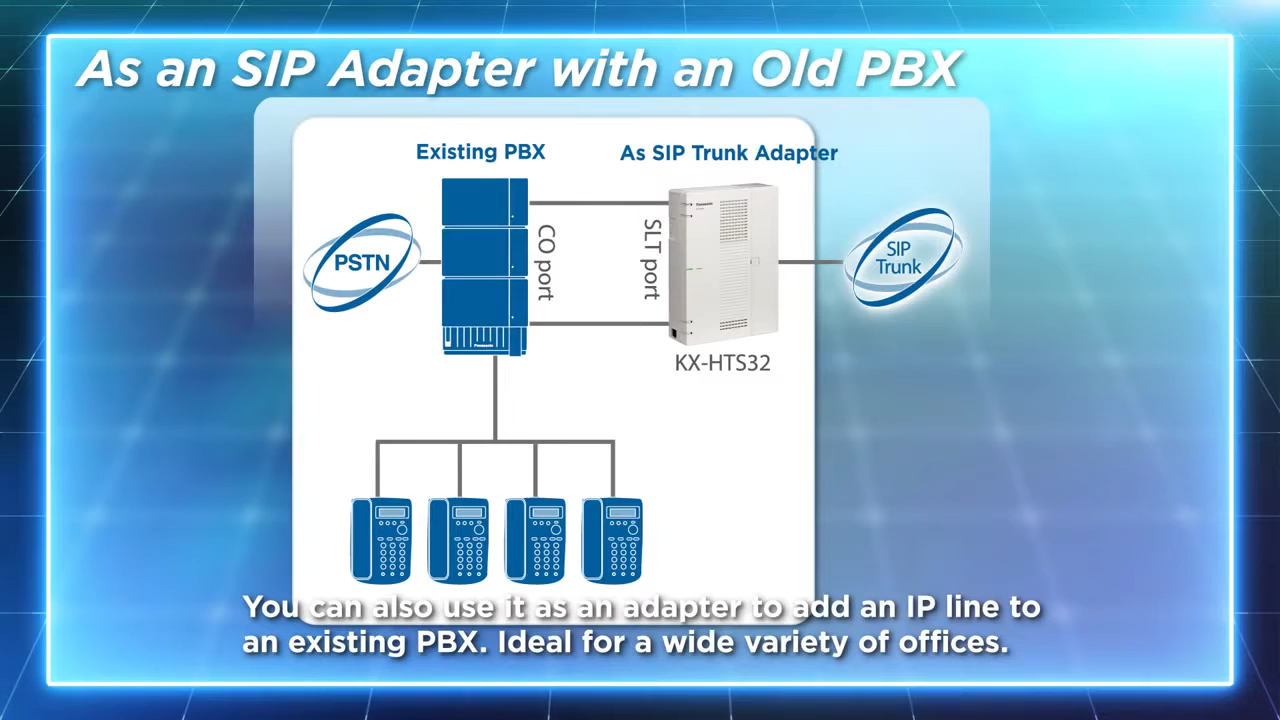 As an SIP Adapter with an Old PBX
Existing PBX
As SIP Trunk Adapter
PSTN
CO port
SLT port
SIP
Trunk
Panasonic
Panasonic
KX-HTS32
You can also use it as an adapter to add an IP line to
an existing PBX. Ideal for a wide variety of offices.